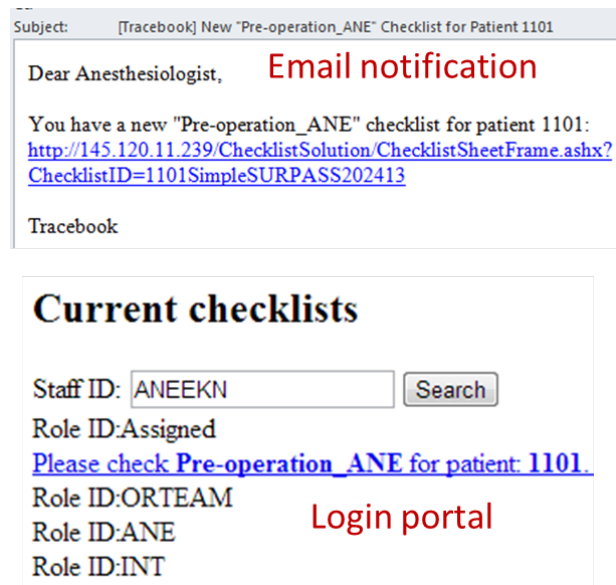 Subject: [Tracebook] New "Pre-operation_ANE" Checklist for Patient 1101
Dear Anesthesiologist, Email notification
You have a new "Pre-operation_ANE" checklist for patient 1101:
http://145.120.11.239/ChecklistSolution/ChecklistSheetFrame.ashx?
ChecklistID=1101SimpleSURPASS202413
Tracebook
Current checklists
Staff ID: ANEEKN Search
Role ID:Assigned
Please check Pre-operation_ANE for patient: 1101.
Role ID:ORTEAM
Login portal
Role ID:ANE
Role ID:INT